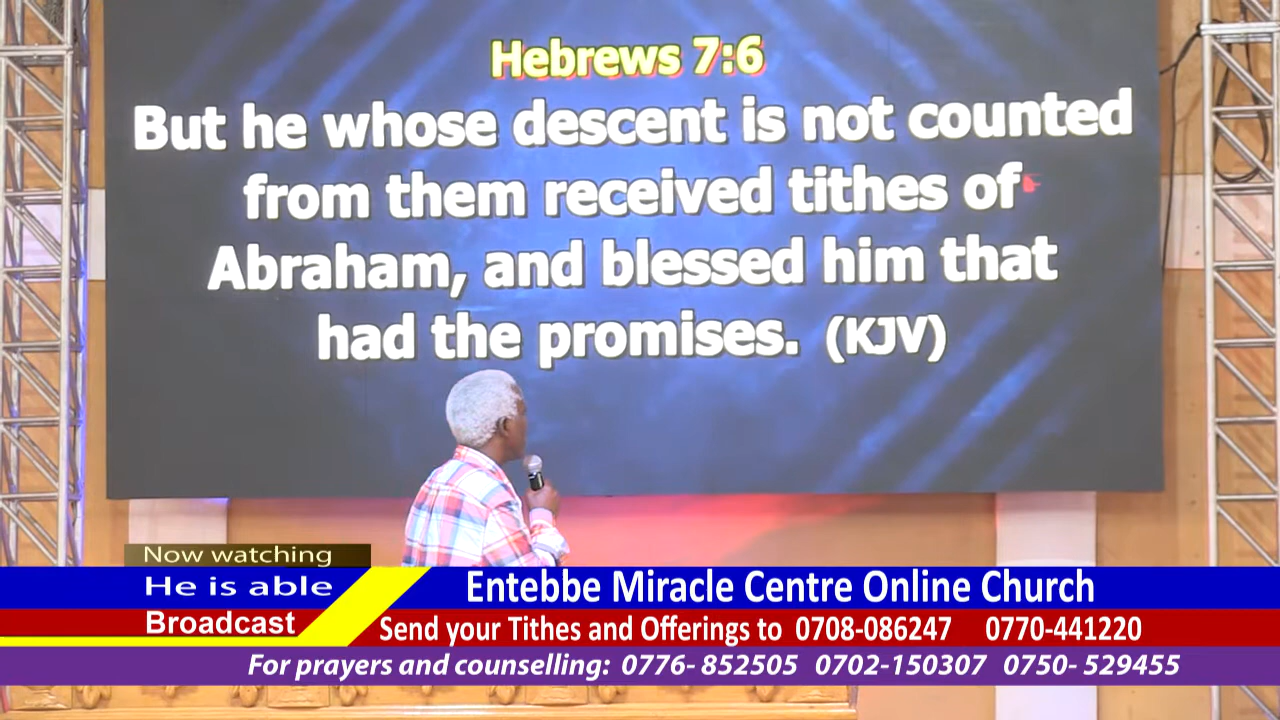 Hebrews 7:6
But he whose descent is not counted
from them received tithes of
Abraham, and blessed him that
had the promises. (KJV)
Now watching
He is able
Broadcast
Entebbe Miracle Centre Online Church
Send your Tithes and Offerings to 0708-086247 0770-441220
For prayers and counselling: 0776- 852505 0702-150307 0750- 529455